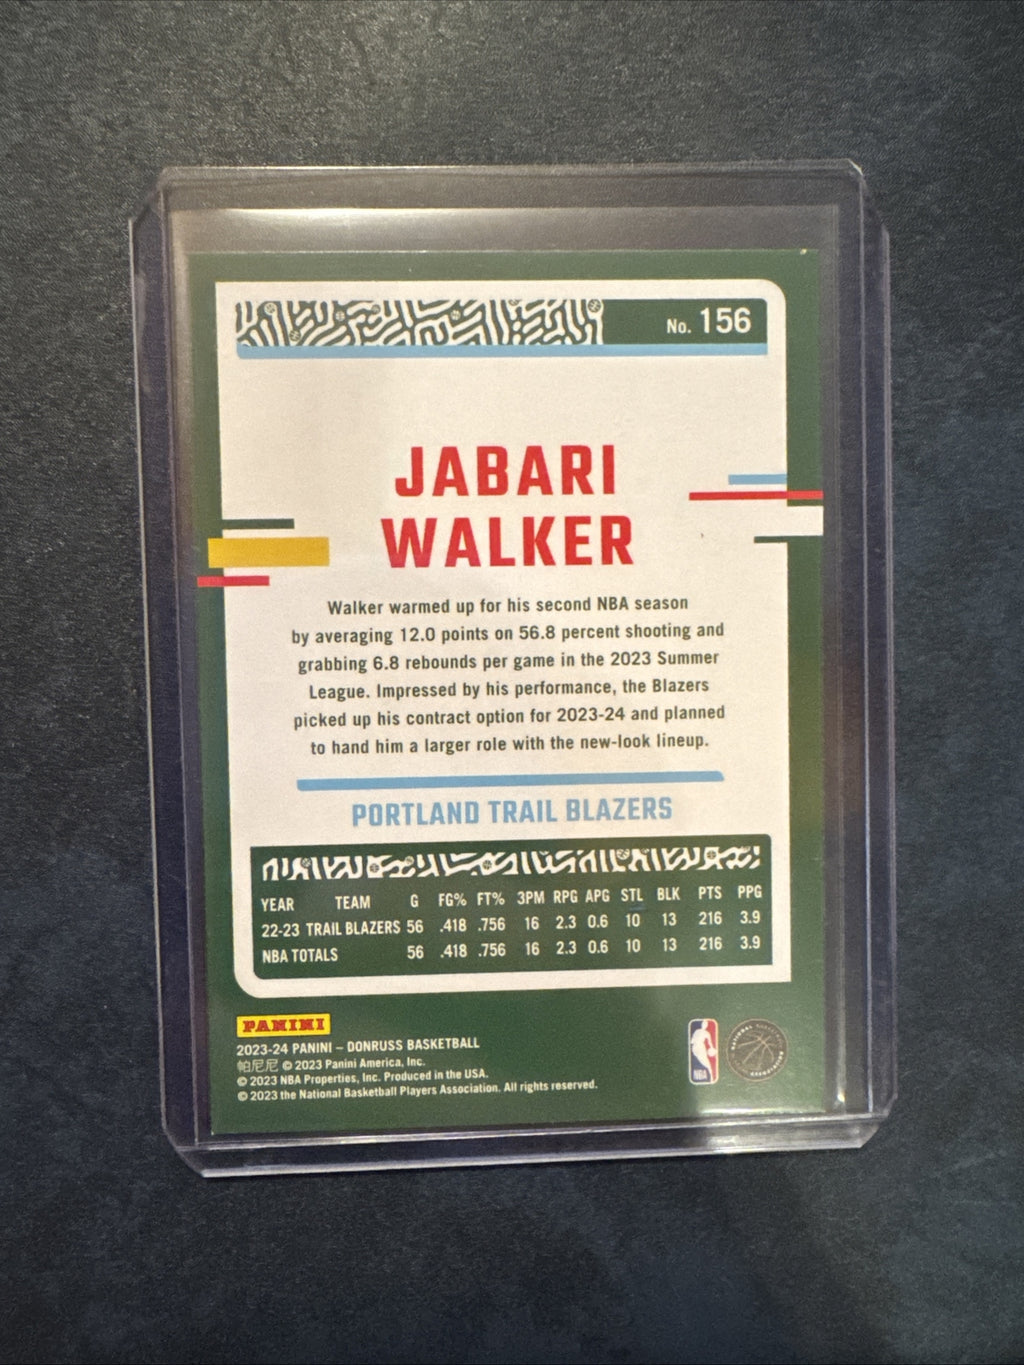 No. 156
JABARI
WALKER
Walker warmed up for his second NBA season
by averaging 12.0 points on 56.8 percent shooting and
grabbing 6.8 rebounds per game in the 2023 Summer
League. Impressed by his performance, the Blazers
picked up his contract option for 2023-24 and planned
to hand him a larger role with the new-look lineup.
PORTLAND TRAIL BLAZERS
YEAR TEAM G FG% FT% 3PM RPG APG STL BLK PTS PPG
22-23 TRAIL BLAZERS 56 .418 .756 16 2.3 0.6 10 13 216 3.9
NBA TOTALS 56 .418 .756 16 2.3 0.6 10 13 216 3.9
PANINI
2023-24 PANINI – DONRUSS BASKETBALL
帕尼尼 © 2023 Panini America, Inc.
© 2023 NBA Properties, Inc. Produced in the USA.
© 2023 the National Basketball Players Association. All rights reserved.
NBA